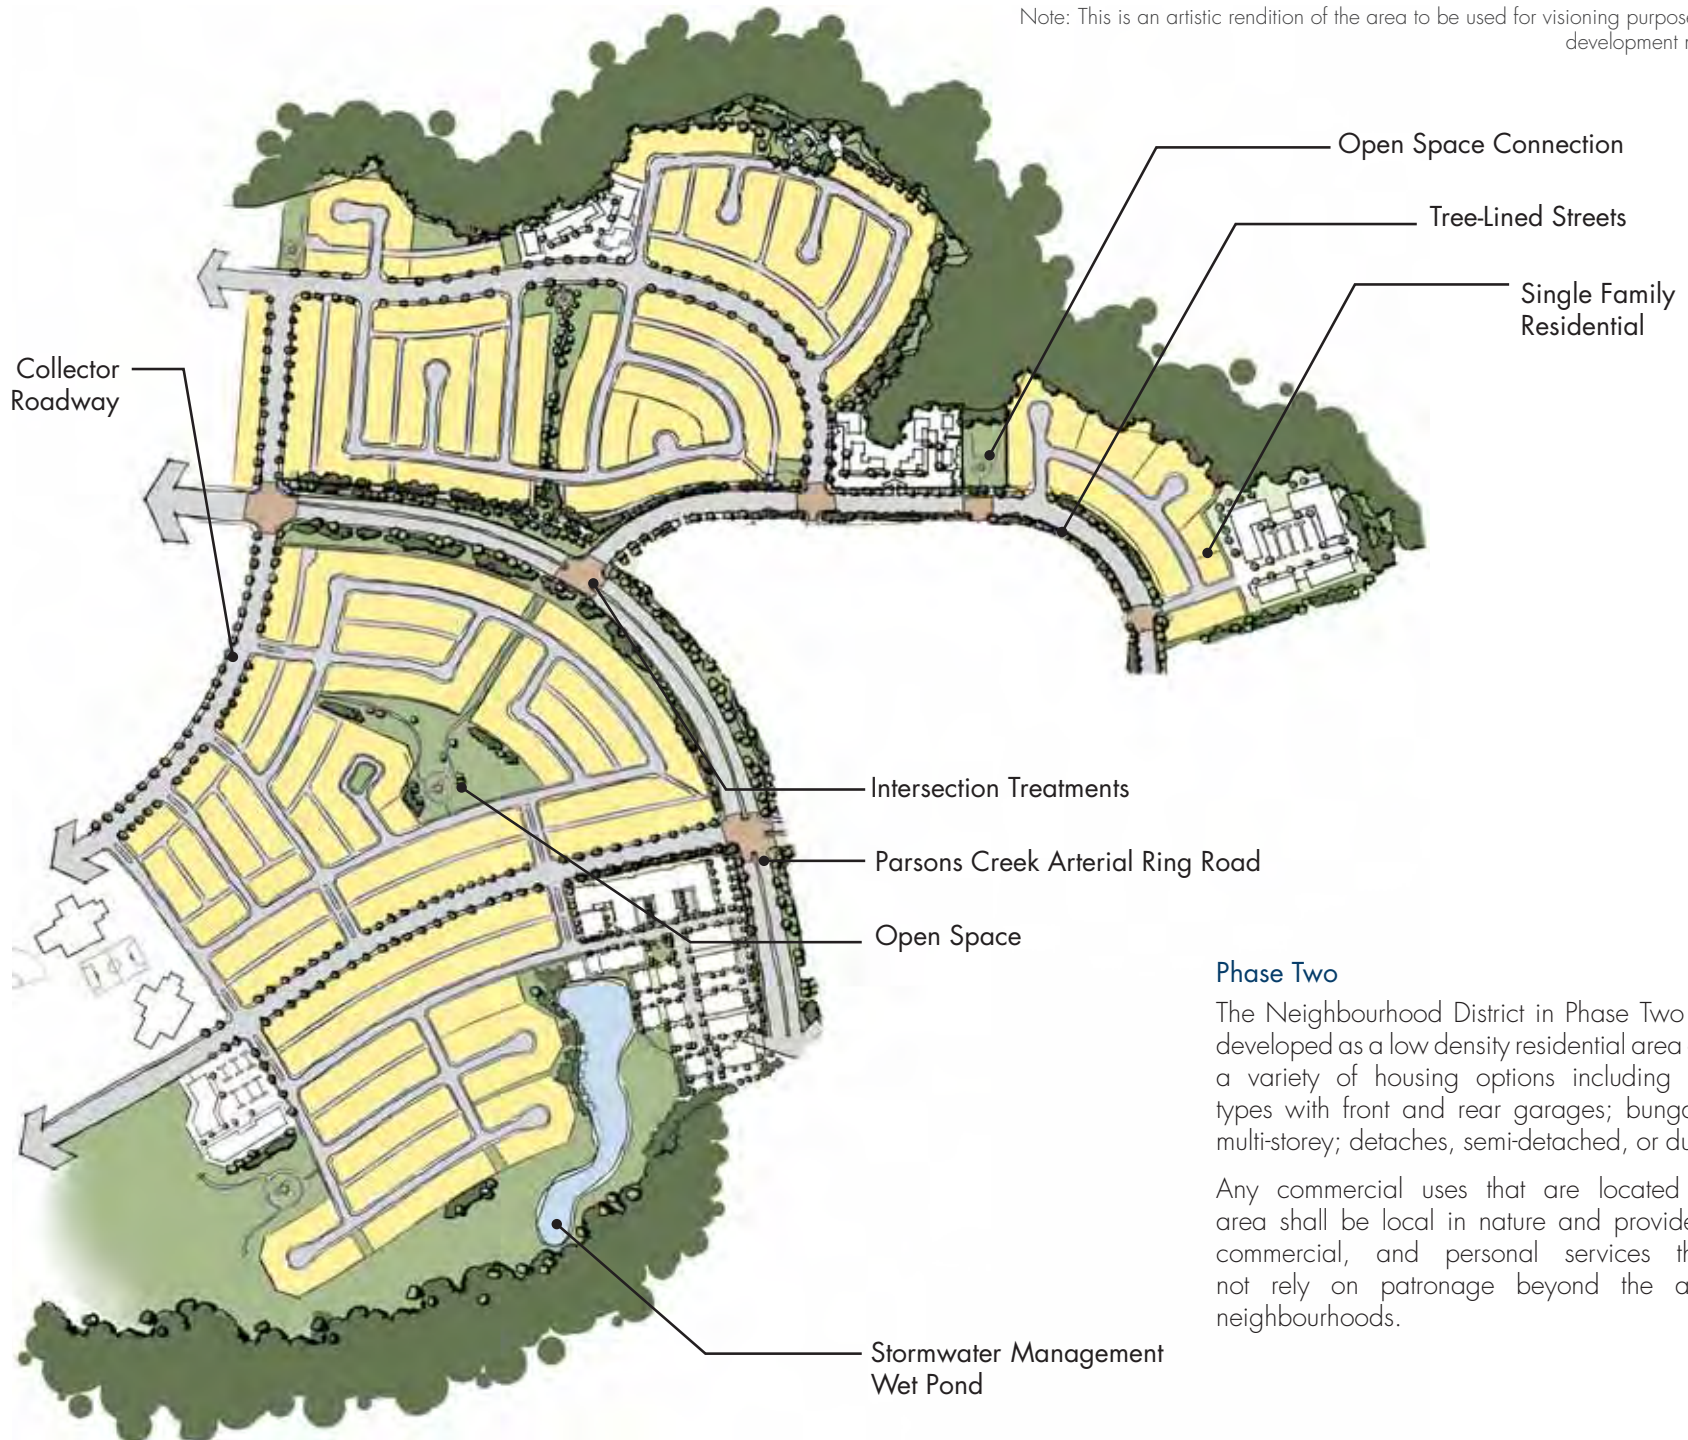 Note: This is an artistic rendition of the area to be used for visioning purpose
development
Open Space Connection
Tree-Lined Streets
Single Family
Residential
Collector
Roadway
Intersection Treatments
Parsons Creek Arterial Ring Road
Open Space
Phase Two
The Neighbourhood District in Phase Two
developed as a low density residential area
a variety of housing options including
types with front and rear garages;
multi-storey; detaches, semi-detached, or
Any commercial uses that are located
area shall be local in nature and provide
commercial, and personal services
not rely on patronage beyond the
neighbourhoods.
Stormwater Management
Wet Pond